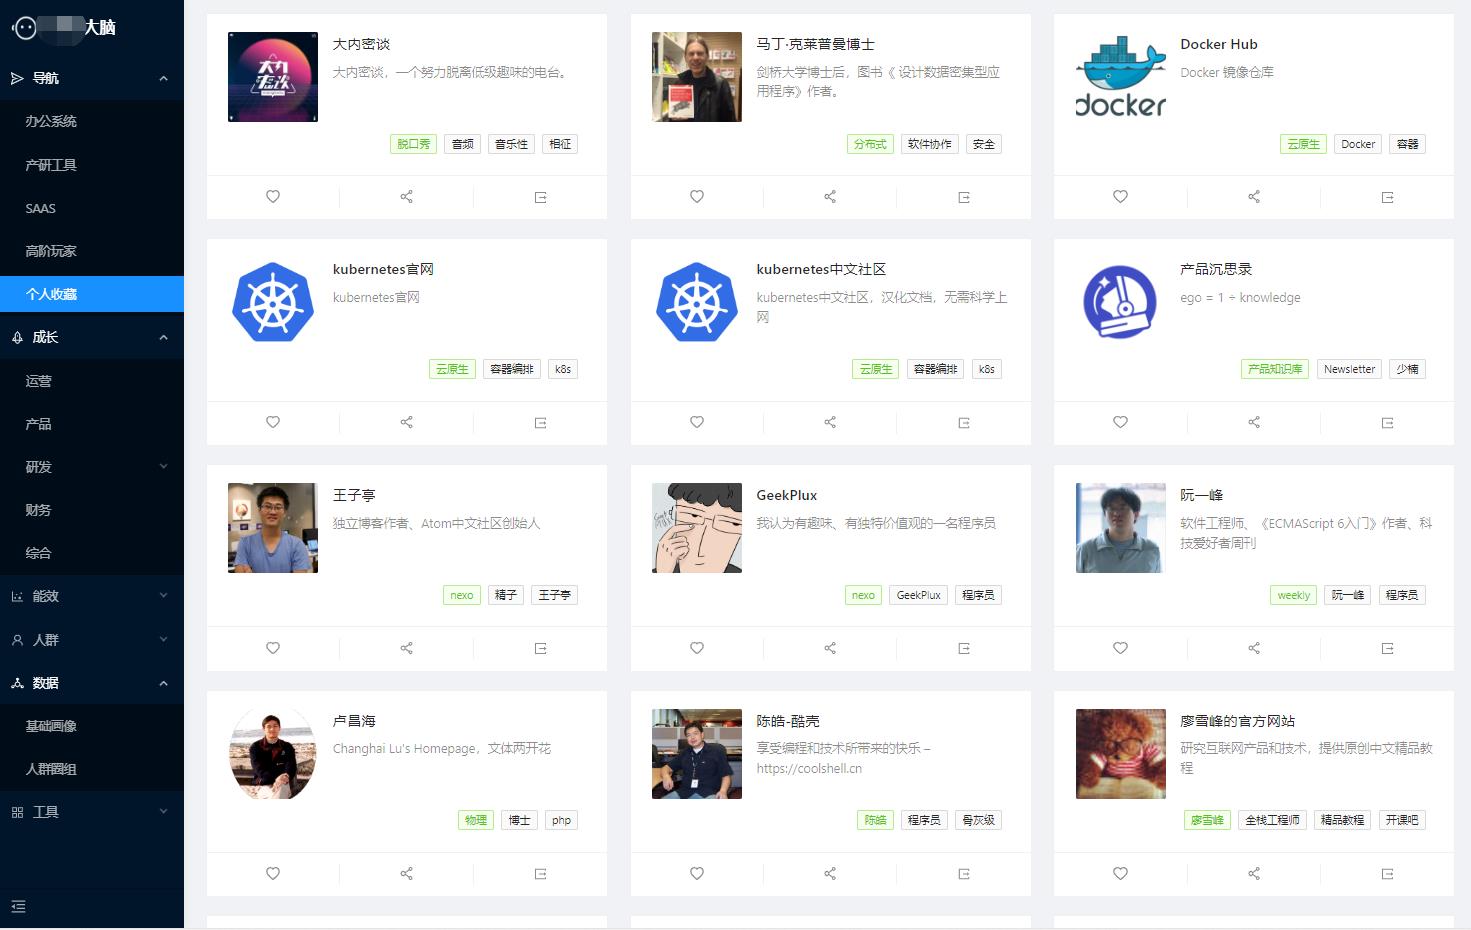 大脑
导航
办公系统
产研工具
SAAS
高阶玩家
个人收藏
成长
运营
产品
研发
财务
综合
能效
人群
数据
基础画像
人群圈组
工具
大内密谈
大内密谈，一个努力脱离低级趣味的电台。
脱口秀 音频 音乐性 相征
马丁·克莱普曼博士
剑桥大学博士后，图书《 设计数据密集型应
用程序》作者。
分布式 软件协作 安全
docker
Docker Hub
Docker 镜像仓库
云原生 Docker 容器
kubernetes官网
kubernetes官网
云原生 容器编排 k8s
kubernetes中文社区
kubernetes中文社区，汉化文档，无需科学上
网
云原生 容器编排 k8s
产品沉思录
ego = 1 ÷ knowledge
产品知识库 Newsletter 少楠
王子亭
独立博客作者、Atom中文社区创始人
nexo 精子 王子亭
GeekPlux
我认为有趣味、有独特价值观的一名程序员
nexo GeekPlux 程序员
阮一峰
软件工程师、《ECMAScript 6入门》作者、科
技爱好者周刊
weekly 阮一峰 程序员
卢昌海
Changhai Lu's Homepage，文体两开花
物理 博士 php
陈皓-酷壳
享受编程和技术所带来的快乐 –
https://coolshell.cn
陈皓 程序员 骨灰级
廖雪峰的官方网站
研究互联网产品和技术，提供原创中文精品教
程
廖雪峰 全栈工程师 精品教程 开课吧